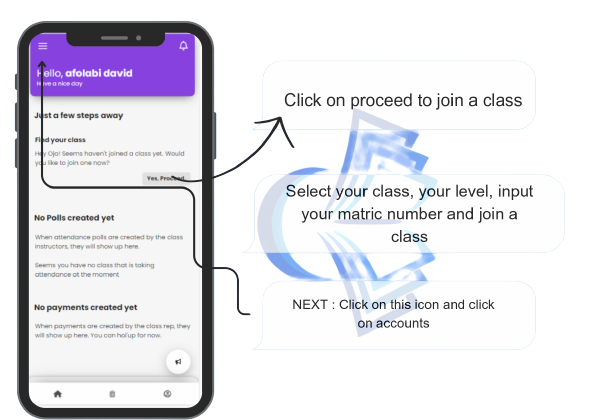 Hello, afolabi david
Have a nice day
Just a few steps away
Find your class
Hey Oja! Seems haven't joined a class yet. Would
you like to join one now?
Yes, Proceed.
No Polls created yet
When attendance polls are created by the class
instructors, they will show up here.
Seems you have no class that is taking
attendance at the moment
No payments created yet
When payments are created by the class rep, they
will show up here. You can hol'up for now.
Click on proceed to join a class
Select your class, your level, input
your matric number and join a
class
NEXT : Click on this icon and click
on accounts